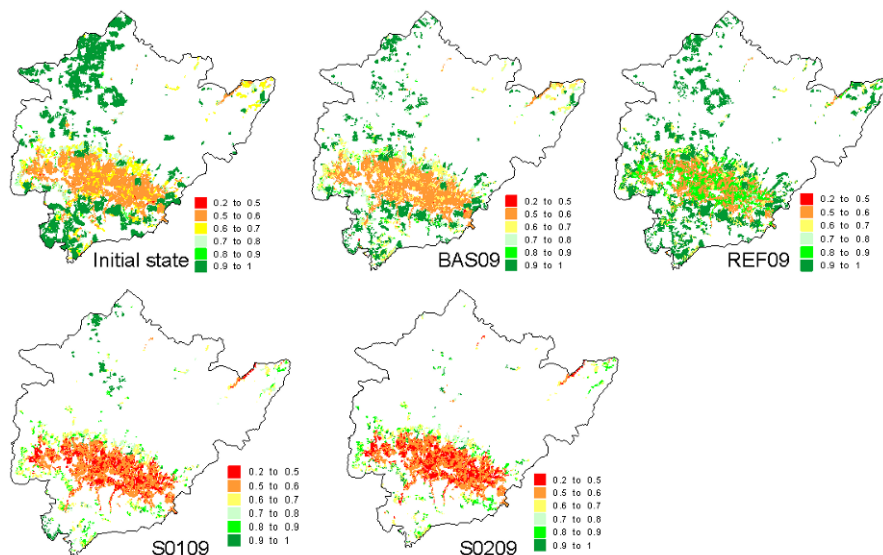 0.2 to 0.5
0.5 to 0.6
0.6 to 0.7
0.7 to 0.8
0.8 to 0.9
0.9 to 1
Initial state
0.2 to 0.5
0.5 to 0.6
0.6 to 0.7
0.7 to 0.8
0.8 to 0.9
0.9 to 1
BAS09
0.2 to 0.5
0.5 to 0.6
0.6 to 0.7
0.7 to 0.8
0.8 to 0.9
0.9 to 1
REF09
0.2 to 0.5
0.5 to 0.6
0.6 to 0.7
0.7 to 0.8
0.8 to 0.9
0.9 to 1
S0109
0.2 to 0.5
0.5 to 0.6
0.6 to 0.7
0.7 to 0.8
0.8 to 0.9
0.9 to 1
S0209